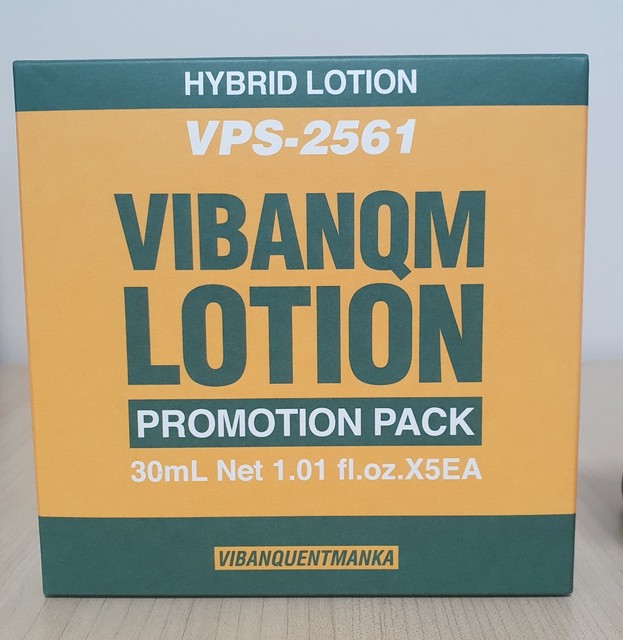 HYBRID LOTION
VPS-2561
VIBANQM
LOTION
PROMOTION PACK
30mL Net 1.01 fl.oz.X5EA
VIBANQUENTMANKA